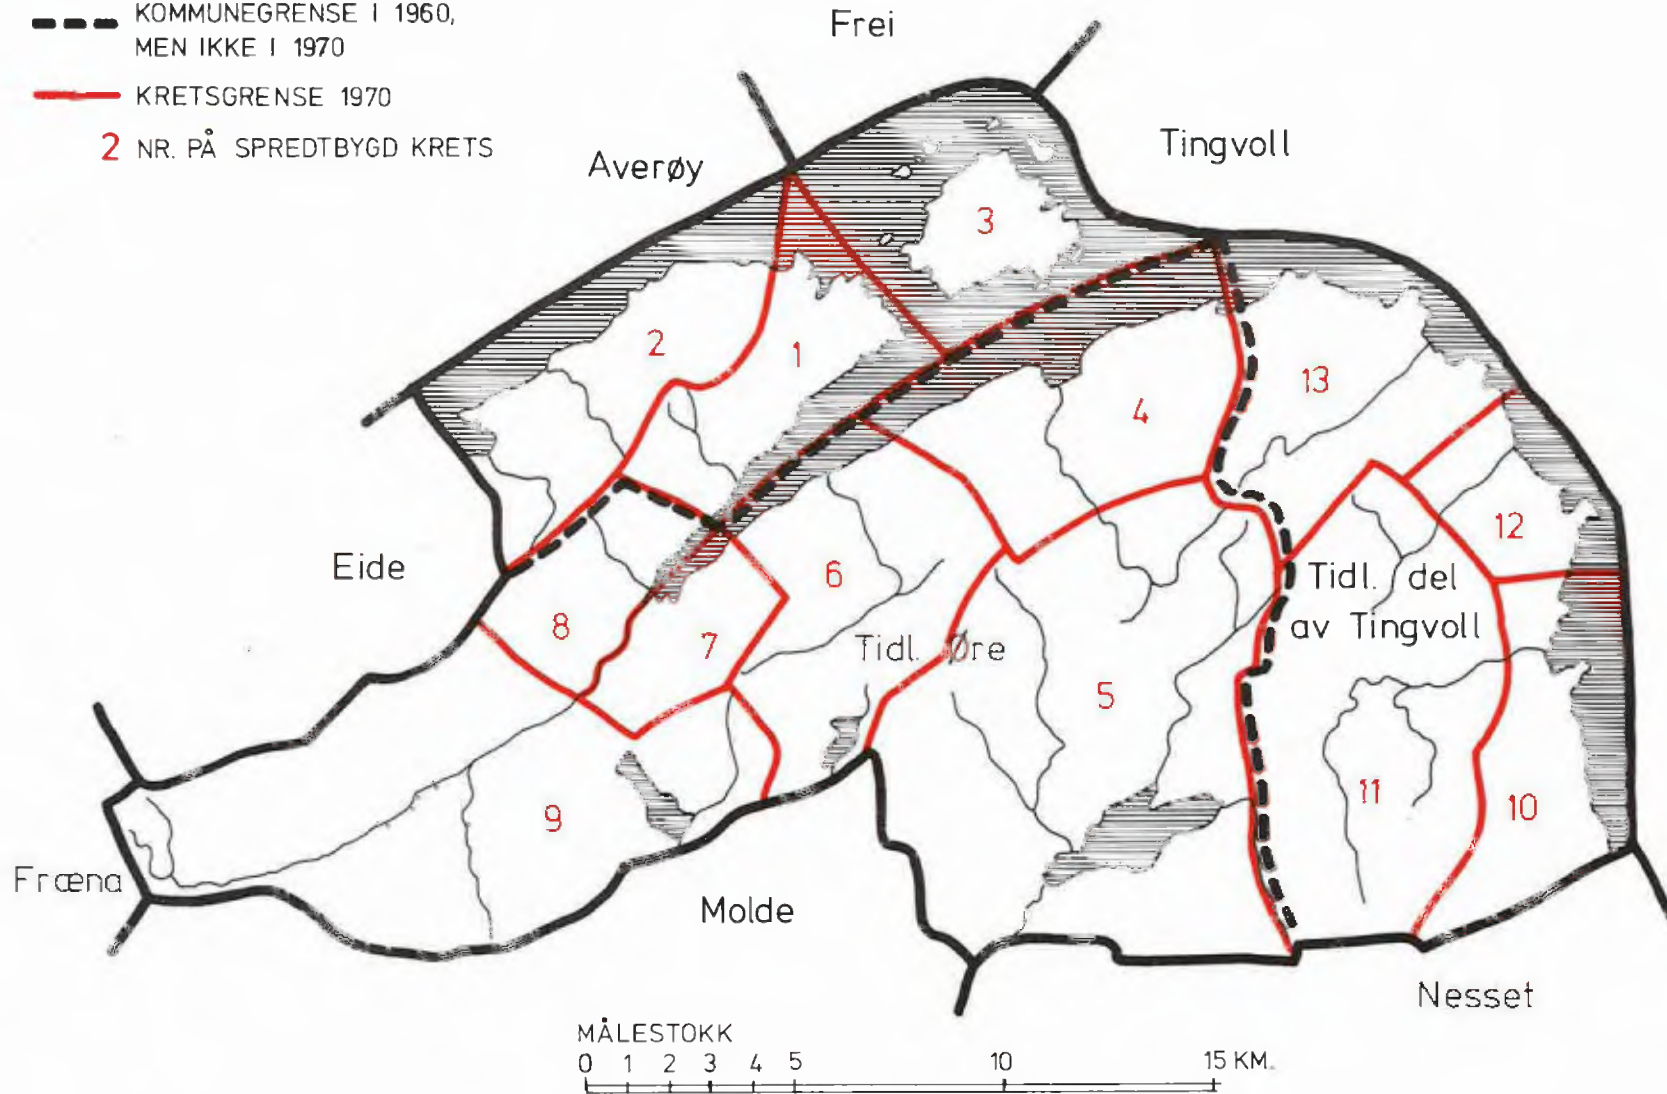 KOMMUNEGRENSE I 1960,
MEN IKKE I 1970
KRETSGRENSE 1970
2 NR. PÅ SPREDTBYGD KRETS
Frei
Averøy
Tingvoll
3
2
1
4
13
12
Eide
6
Tidl. del
av Tingvoll
8
7
Tidl. Øre
5
11
10
9
Fræna
Molde
Nesset
MÅLESTOKK
0 1 2 3 4 5 10 15 KM.